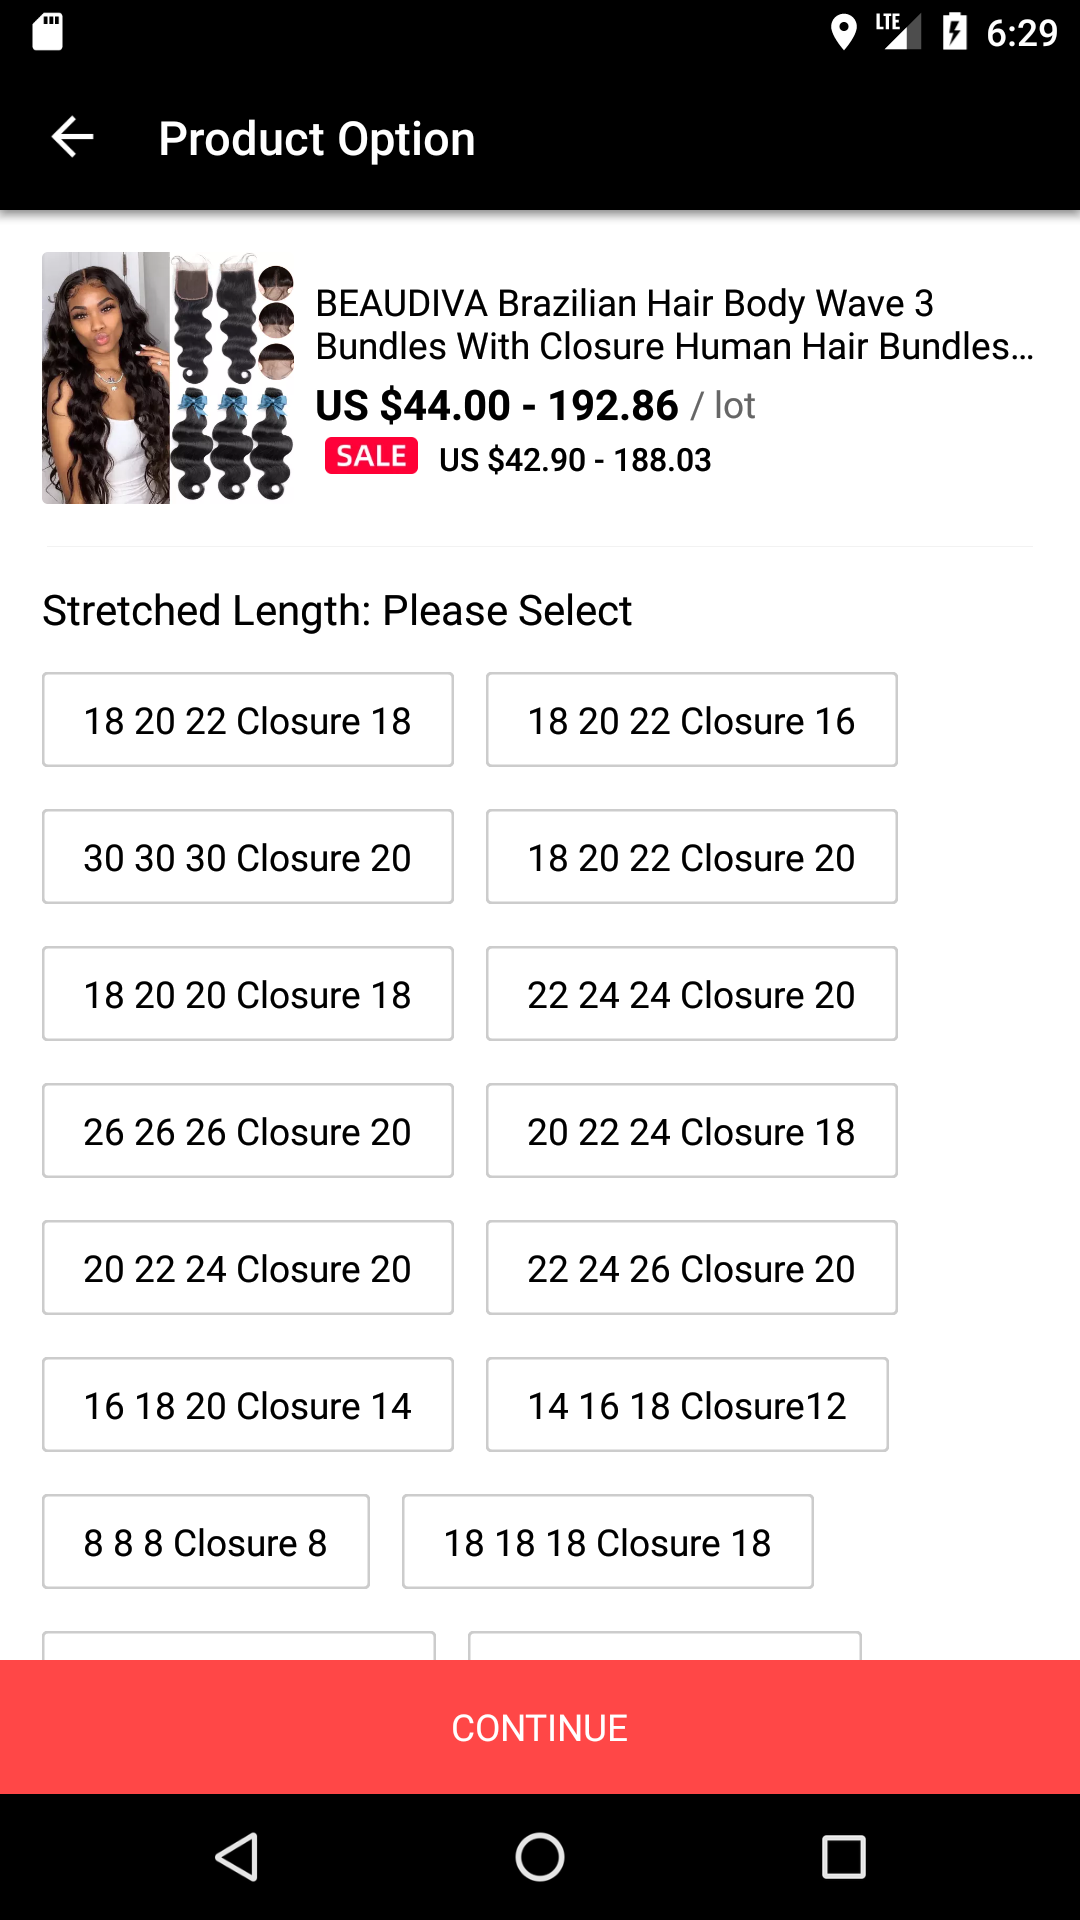 LTE 6:29
Product Option
BEAUDIVA Brazilian Hair Body Wave 3
Bundles With Closure Human Hair Bundles...
US $44.00 - 192.86 / lot
SALE US $42.90 - 188.03
Stretched Length: Please Select
18 20 22 Closure 18
18 20 22 Closure 16
30 30 30 Closure 20
18 20 22 Closure 20
18 20 20 Closure 18
22 24 24 Closure 20
26 26 26 Closure 20
20 22 24 Closure 18
20 22 24 Closure 20
22 24 26 Closure 20
16 18 20 Closure 14
14 16 18 Closure12
8 8 8 Closure 8
18 18 18 Closure 18
CONTINUE